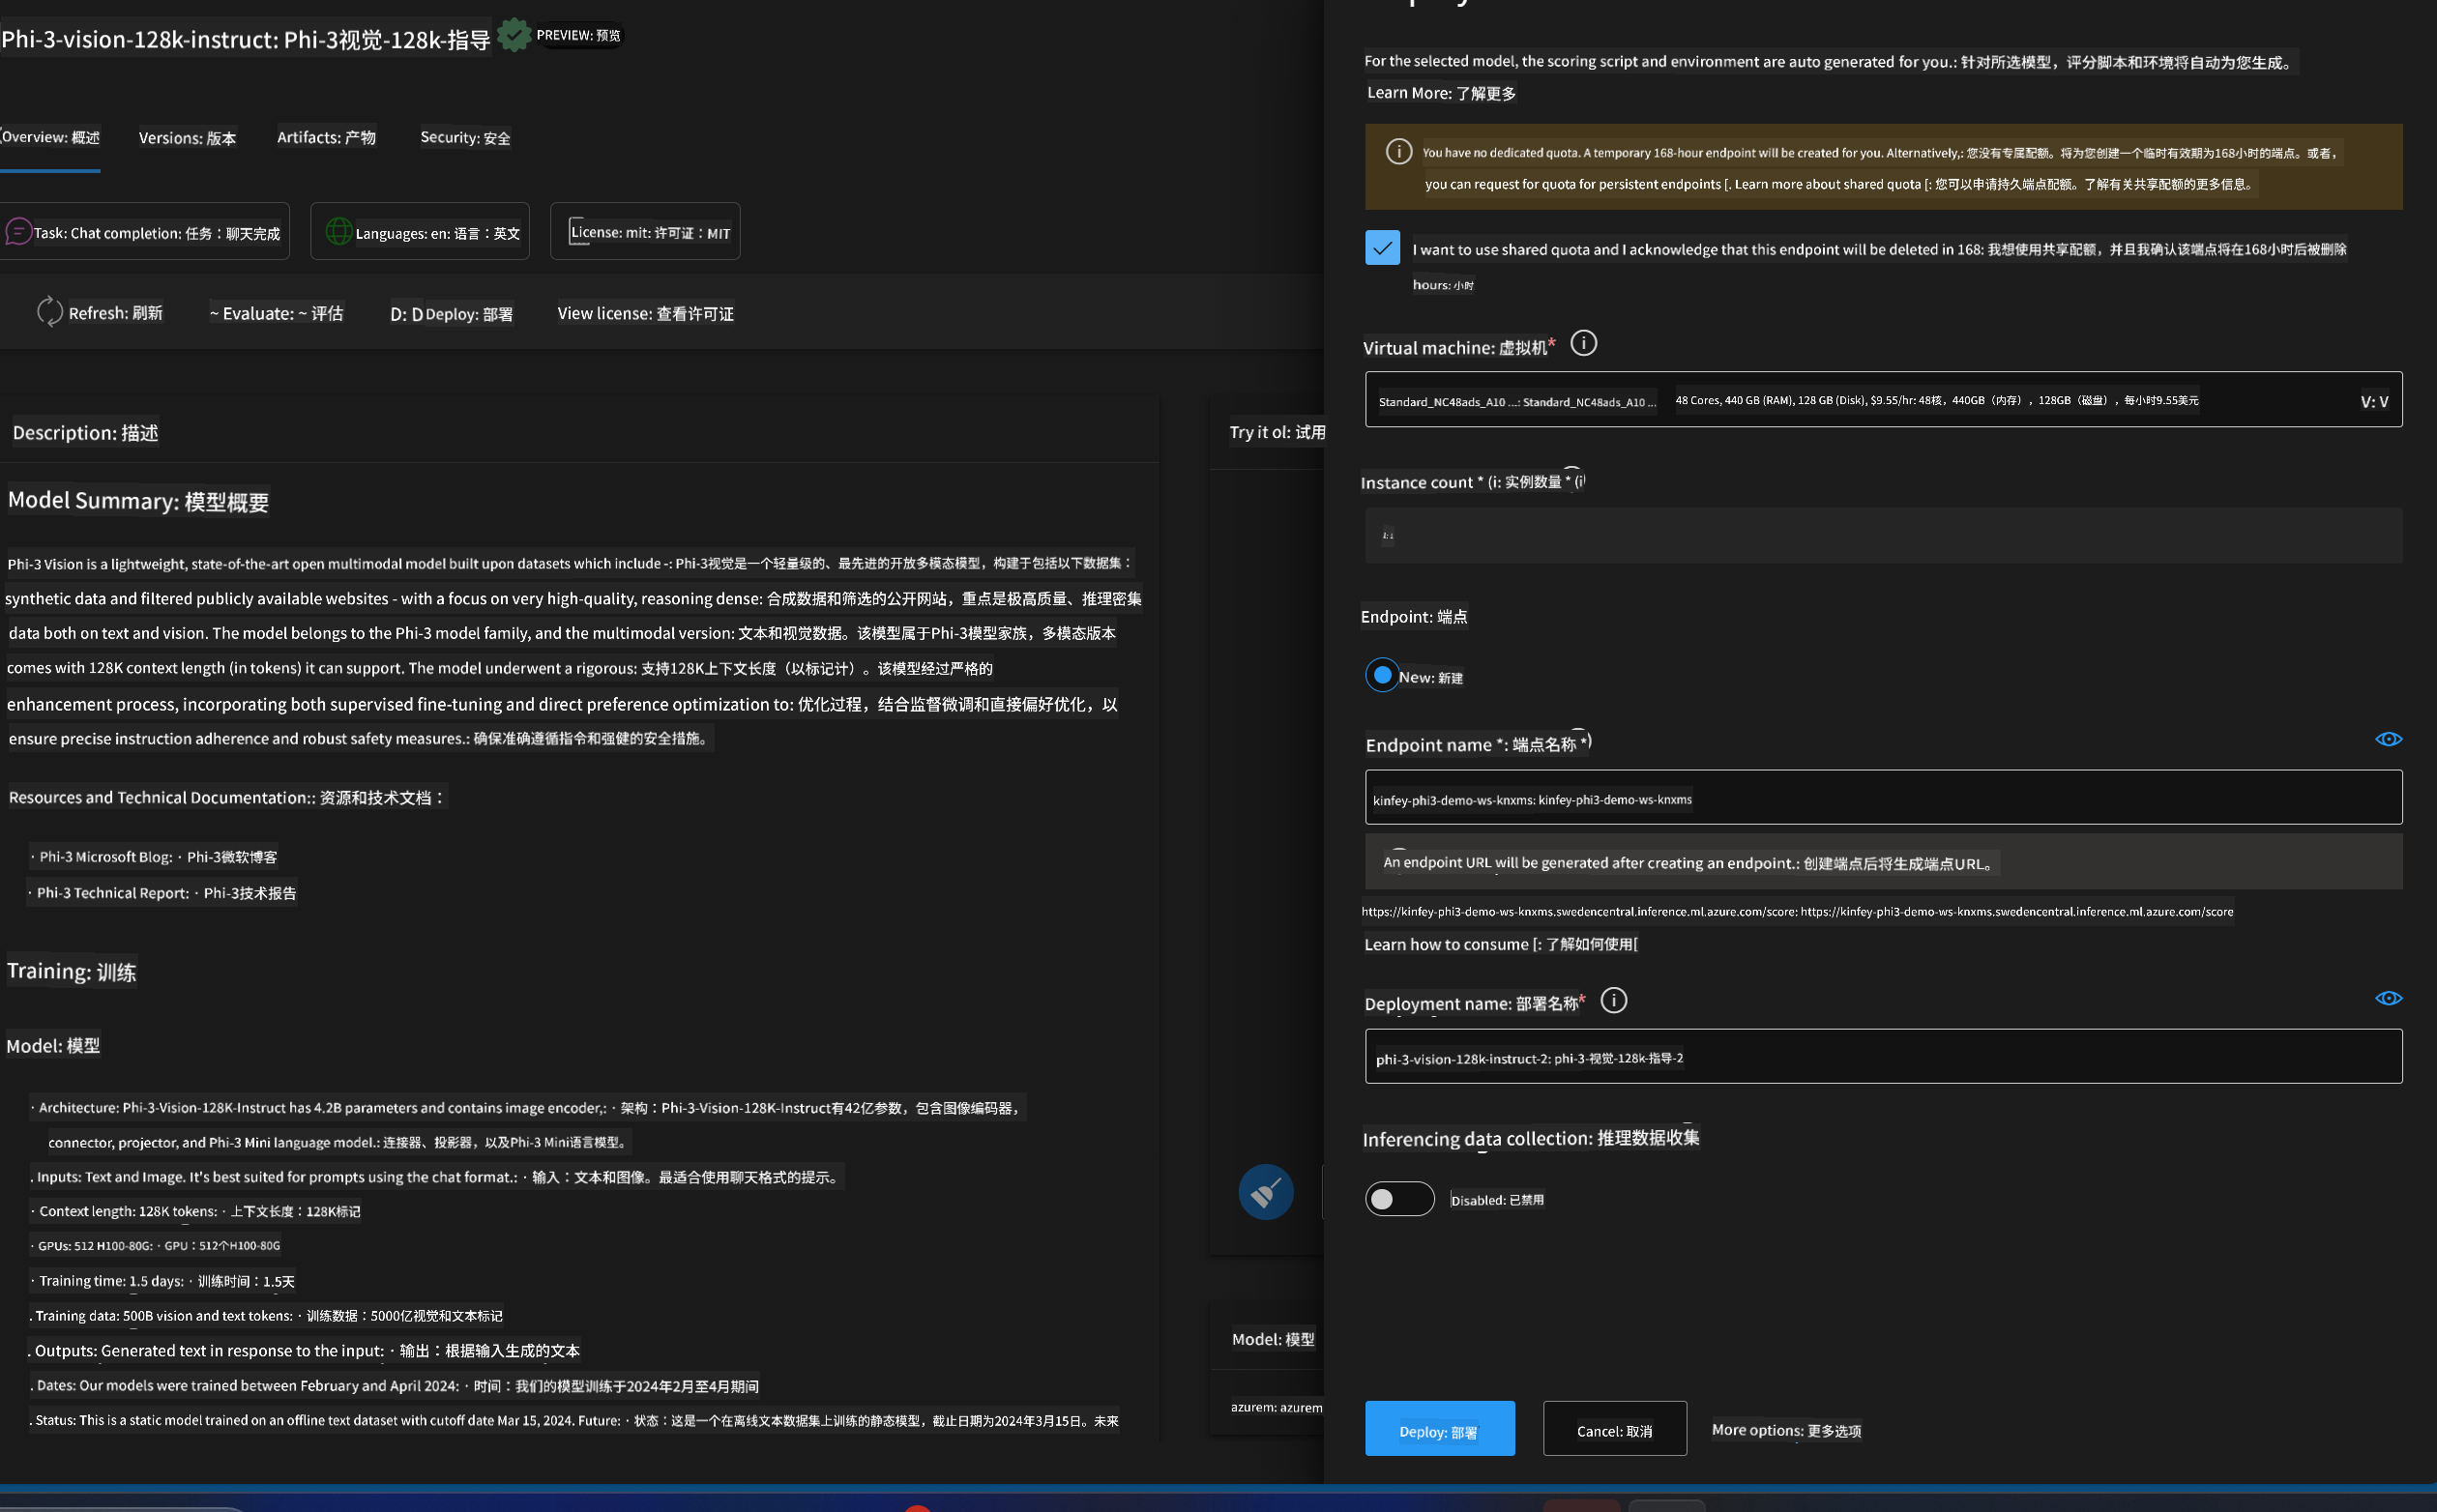 Phi-3-vision-128k-instruct: Phi-3视觉-128k-指导
PREVIEW: 预览
Overview: 概述
Versions: 版本
Artifacts: 产物
Security: 安全
Task: Chat completion: 任务：聊天完成
Languages: en: 语言：英文
License: mit: 许可证：MIT
Refresh: 刷新
~ Evaluate: ~ 评估
D: D Deploy: 部署
View license: 查看许可证
Description: 描述
Model Summary: 模型概要
Phi-3 Vision is a lightweight, state-of-the-art open multimodal model built upon datasets which include -: Phi-3视觉是一个轻量级的、最先进的开放多模态模型，构建于包括以下数据集：
synthetic data and filtered publicly available websites - with a focus on very high-quality, reasoning dense: 合成数据和筛选的公开网站，重点是极高质量、推理密集
data both on text and vision. The model belongs to the Phi-3 model family, and the multimodal version: 文本和视觉数据。该模型属于Phi-3模型家族，多模态版本
comes with 128K context length (in tokens) it can support. The model underwent a rigorous: 支持128K上下文长度（以标记计）。该模型经过严格的
enhancement process, incorporating both supervised fine-tuning and direct preference optimization to: 优化过程，结合监督微调和直接偏好优化，以
ensure precise instruction adherence and robust safety measures.: 确保准确遵循指令和强健的安全措施。
Resources and Technical Documentation:: 资源和技术文档：
· Phi-3 Microsoft Blog: · Phi-3微软博客
· Phi-3 Technical Report: · Phi-3技术报告
Training: 训练
Model: 模型
· Architecture: Phi-3-Vision-128K-Instruct has 4.2B parameters and contains image encoder,: · 架构：Phi-3-Vision-128K-Instruct有42亿参数，包含图像编码器，
connector, projector, and Phi-3 Mini language model.: 连接器、投影器，以及Phi-3 Mini语言模型。
. Inputs: Text and Image. It's best suited for prompts using the chat format.: · 输入：文本和图像。最适合使用聊天格式的提示。
· Context length: 128K tokens: · 上下文长度：128K标记
· GPUs: 512 H100-80G: · GPU：512个H100-80G
· Training time: 1.5 days: · 训练时间：1.5天
. Training data: 500B vision and text tokens: · 训练数据：5000亿视觉和文本标记
. Outputs: Generated text in response to the input: · 输出：根据输入生成的文本
. Dates: Our models were trained between February and April 2024: · 时间：我们的模型训练于2024年2月至4月期间
. Status: This is a static model trained on an offline text dataset with cutoff date Mar 15, 2024. Future: · 状态：这是一个在离线文本数据集上训练的静态模型，截止日期为2024年3月15日。未来
Try it ol: 试用
Model: 模型
azurem: azurem
For the selected model, the scoring script and environment are auto generated for you.: 针对所选模型，评分脚本和环境将自动为您生成。
Learn More: 了解更多
You have no dedicated quota. A temporary 168-hour endpoint will be created for you. Alternatively,: 您没有专属配额。将为您创建一个临时有效期为168小时的端点。或者，
you can request for quota for persistent endpoints [. Learn more about shared quota [: 您可以申请持久端点配额。了解有关共享配额的更多信息。
I want to use shared quota and I acknowledge that this endpoint will be deleted in 168: 我想使用共享配额，并且我确认该端点将在168小时后被删除
hours: 小时
Virtual machine: 虚拟机*
Standard_NC48ads_A10 ...: Standard_NC48ads_A10 ... 48 Cores, 440 GB (RAM), 128 GB (Disk), $9.55/hr: 48核，440GB（内存），128GB（磁盘），每小时9.55美元 V: V
Instance count * (i: 实例数量 * (i
Endpoint: 端点
New: 新建
Endpoint name *: 端点名称 *
kinfey-phi3-demo-ws-knxms: kinfey-phi3-demo-ws-knxms
An endpoint URL will be generated after creating an endpoint.: 创建端点后将生成端点URL。
https://kinfey-phi3-demo-ws-knxms.swedencentral.inference.ml.azure.com/score: https://kinfey-phi3-demo-ws-knxms.swedencentral.inference.ml.azure.com/score
Learn how to consume [: 了解如何使用[
Deployment name: 部署名称*
phi-3-vision-128k-instruct-2: phi-3-视觉-128k-指导-2
Inferencing data collection: 推理数据收集
Disabled: 已禁用
Deploy: 部署
Cancel: 取消
More options: 更多选项